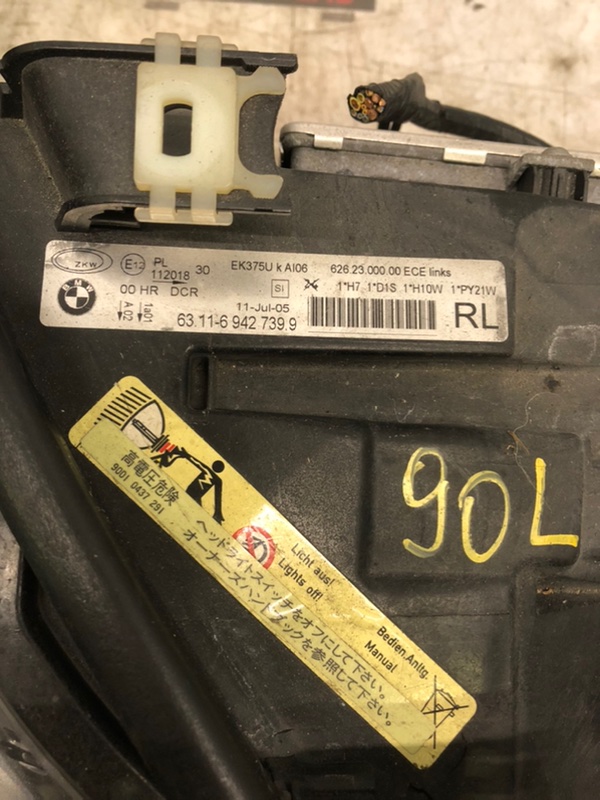 ZKW
E12
PL
112018
30
EK375U k AI06
626.23.000.00 ECE links
BMW
00 HR DCR
SI
1*H7 1*D1S 1*H10W 1*PY21W
A 02
1a01
11-Jul-05
63.11-6 942 739.9
RL
90L
高電圧危険
9001 0437 291
ヘッドライトスイッチをオフにして下さい。
オーナーズハンドブックを参照して下さい。
Licht aus!
Lights off!
Bedien.Anltg.
Manual